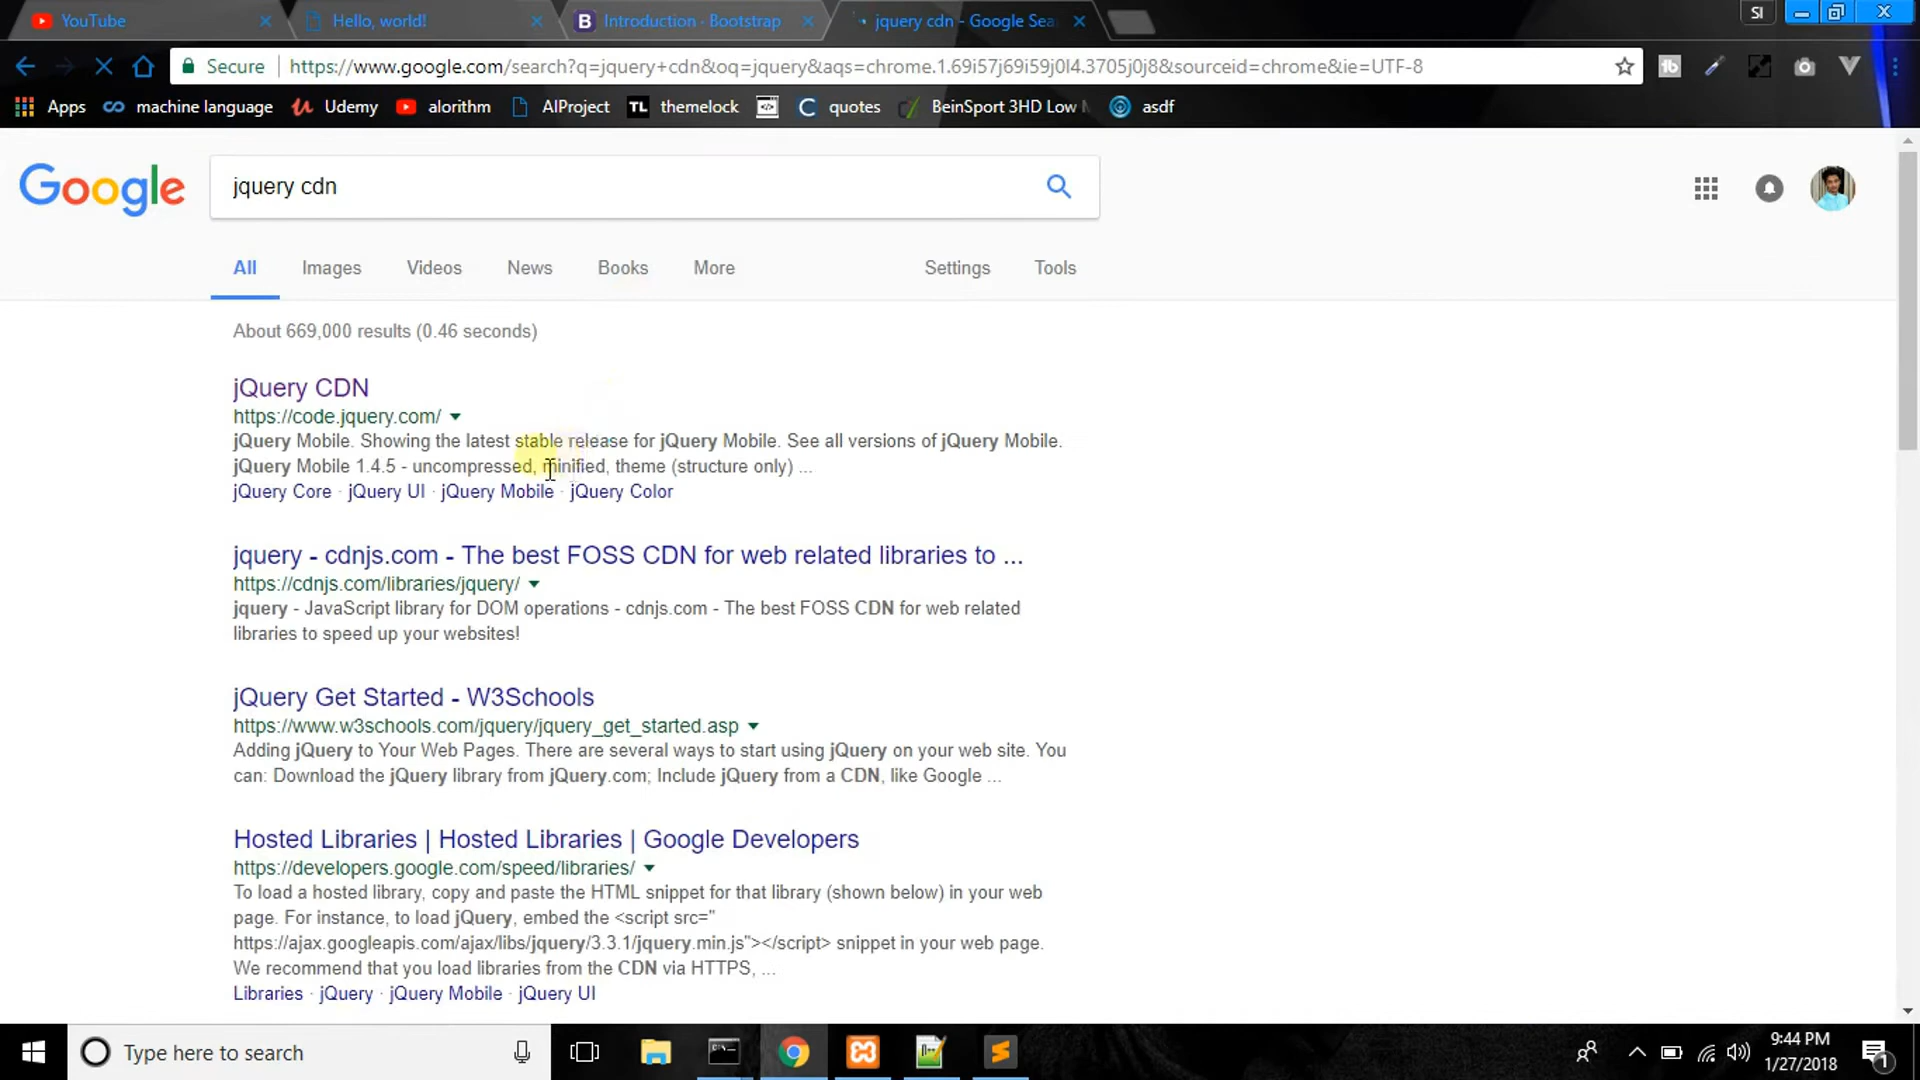 YouTube
Hello, world!
B Introduction · Bootstrap
jquery cdn - Google Sea
SI
Secure
https://www.google.com/search?q=jquery+cdn&oq=jquery&aqs=chrome.1.69i57j69i59j0l4.3705j0j8&sourceid=chrome&ie=UTF-8
Apps machine language Udemy alorithm AIProject TL themelock quotes BeinSport 3HD Low asdf
Google
jquery cdn
All Images Videos News Books More Settings Tools
About 669,000 results (0.46 seconds)
jQuery CDN
https://code.jquery.com/
jQuery Mobile. Showing the latest stable release for jQuery Mobile. See all versions of jQuery Mobile.
jQuery Mobile 1.4.5 - uncompressed, minified, theme (structure only) ...
jQuery Core · jQuery UI · jQuery Mobile · jQuery Color
jquery - cdnjs.com - The best FOSS CDN for web related libraries to ...
https://cdnjs.com/libraries/jquery/
jquery - JavaScript library for DOM operations - cdnjs.com - The best FOSS CDN for web related
libraries to speed up your websites!
jQuery Get Started - W3Schools
https://www.w3schools.com/jquery/jquery_get_started.asp
Adding jQuery to Your Web Pages. There are several ways to start using jQuery on your web site. You
can: Download the jQuery library from jQuery.com; Include jQuery from a CDN, like Google ...
Hosted Libraries | Hosted Libraries | Google Developers
https://developers.google.com/speed/libraries/
To load a hosted library, copy and paste the HTML snippet for that library (shown below) in your web
page. For instance, to load jQuery, embed the <script src="
https://ajax.googleapis.com/ajax/libs/jquery/3.3.1/jquery.min.js"></script> snippet in your web page.
We recommend that you load libraries from the CDN via HTTPS, ...
Libraries · jQuery · jQuery Mobile · jQuery UI
Type here to search
9:44 PM
1/27/2018
1